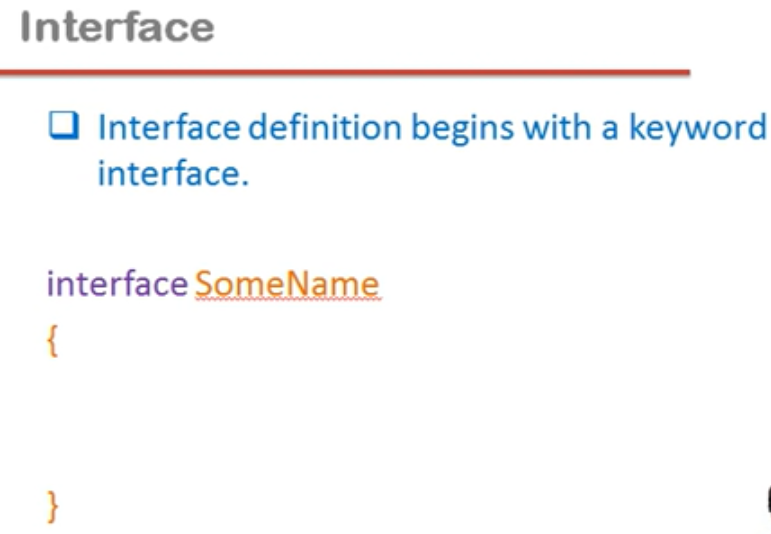 Interface
Interface definition begins with a keyword
interface.
interface SomeName
{
}